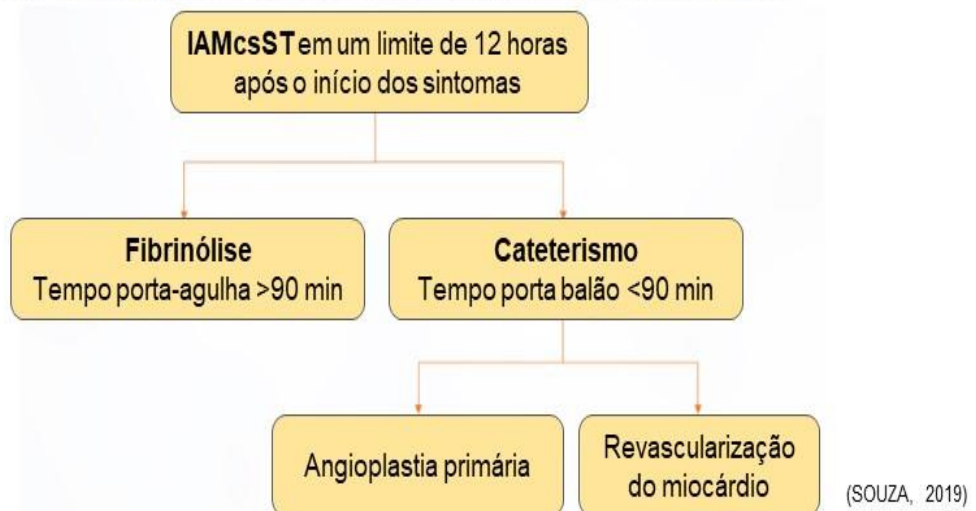 IAMcsST em um limite de 12 horas
após o início dos sintomas
Fibrinólise
Tempo porta-agulha >90 min
Cateterismo
Tempo porta balão <90 min
Angioplastia primária
Revascularização
do miocárdio
(SOUZA, 2019)